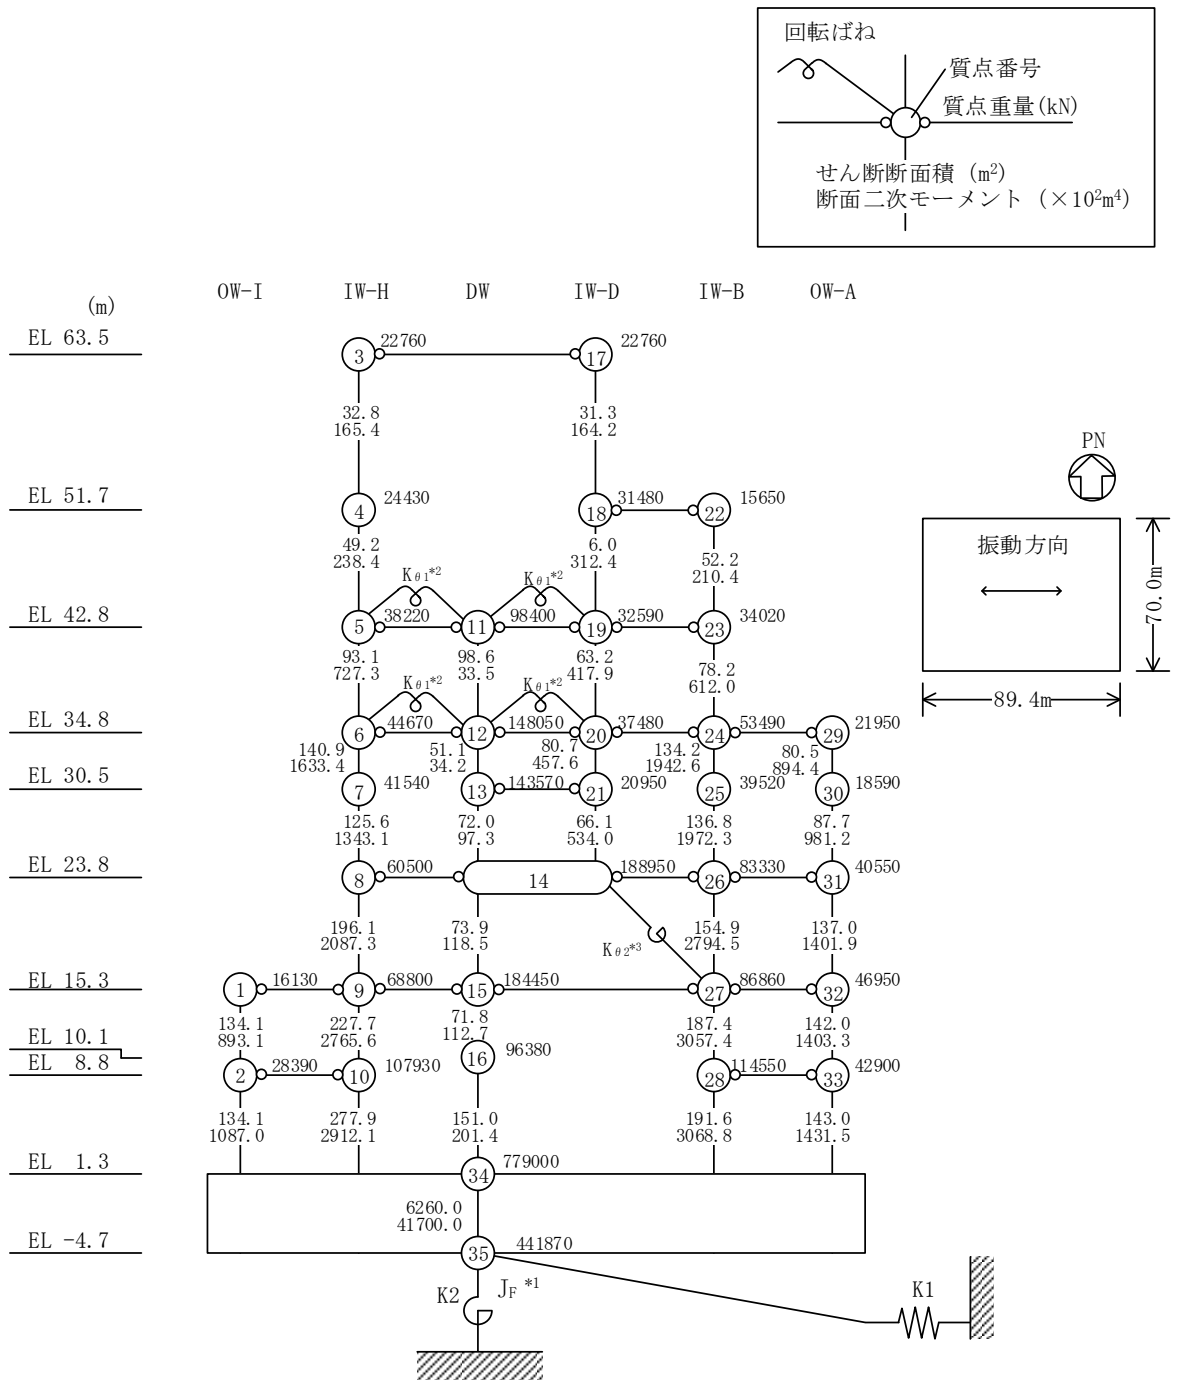 回転ばね
質点番号
質点重量(kN)
せん断断面積 (m²)
断面二次モーメント (×10²m⁴)
OW-I IW-H DW IW-D IW-B OW-A
(m)
EL 63.5
3 22760 17 22760
32.8 31.3
165.4 164.2
PN
EL 51.7
4 24430 18 31480 22 15650
振動方向
49.2 6.0 52.2
238.4 312.4 210.4
Kθ1*2 Kθ1*2
70.0m
EL 42.8
5 38220 11 98400 19 32590 23 34020
93.1 98.6 63.2 78.2
727.3 33.5 417.9 612.0
Kθ1*2 Kθ1*2
89.4m
EL 34.8
6 44670 12 148050 20 37480 24 53490 29 21950
140.9 51.1 80.7 134.2 80.5
1633.4 34.2 457.6 1942.6 894.4
EL 30.5
7 41540 13 143570 21 20950 25 39520 30 18590
125.6 72.0 66.1 136.8 87.7
1343.1 97.3 534.0 1972.3 981.2
EL 23.8
8 60500 14 188950 26 83330 31 40550
196.1 73.9 154.9 137.0
2087.3 118.5 2794.5 1401.9
Kθ2*3
EL 15.3
1 16130 9 68800 15 184450 27 86860 32 46950
134.1 227.7 71.8 187.4 142.0
893.1 2765.6 112.7 3057.4 1403.3
EL 10.1
16 96380
EL 8.8
2 28390 10 107930 28 114550 33 42900
134.1 277.9 151.0 191.6 143.0
1087.0 2912.1 201.4 3068.8 1431.5
EL 1.3
34 779000
6260.0
41700.0
EL -4.7
35 441870
K2 JF *1 K1